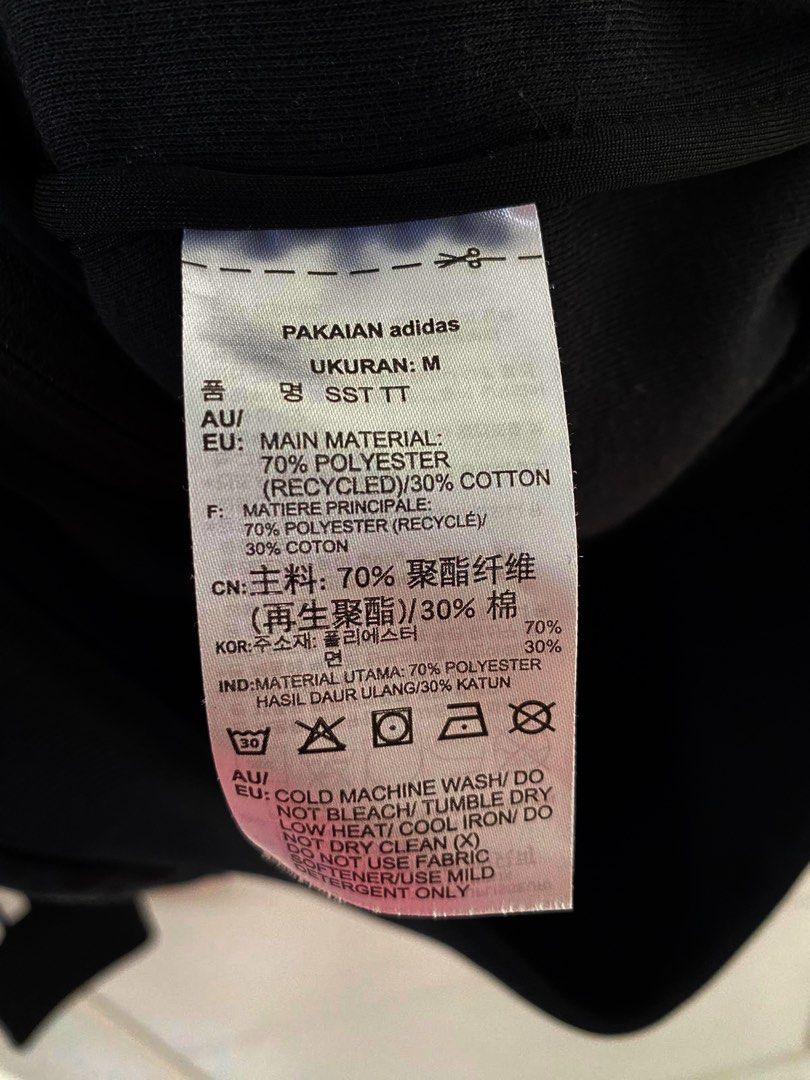 PAKAIAN adidas
UKURAN: M
품 명 SST TT
AU/
EU: MAIN MATERIAL:
70% POLYESTER
(RECYCLED)/30% COTTON
F: MATIERE PRINCIPALE:
70% POLYESTER (RECYCLÉ)/
30% COTON
CN:主料: 70% 聚酯纤维
(再生聚酯)/30% 棉
KOR:주소재: 폴리에스터 70%
면 30%
IND:MATERIAL UTAMA: 70% POLYESTER
HASIL DAUR ULANG/30% KATUN
30
AU/
EU: COLD MACHINE WASH/ DO
NOT BLEACH/ TUMBLE DRY
LOW HEAT/ COOL IRON/ DO
NOT DRY CLEAN (X)
DO NOT USE FABRIC
SOFTENER/USE MILD
DETERGENT ONLY